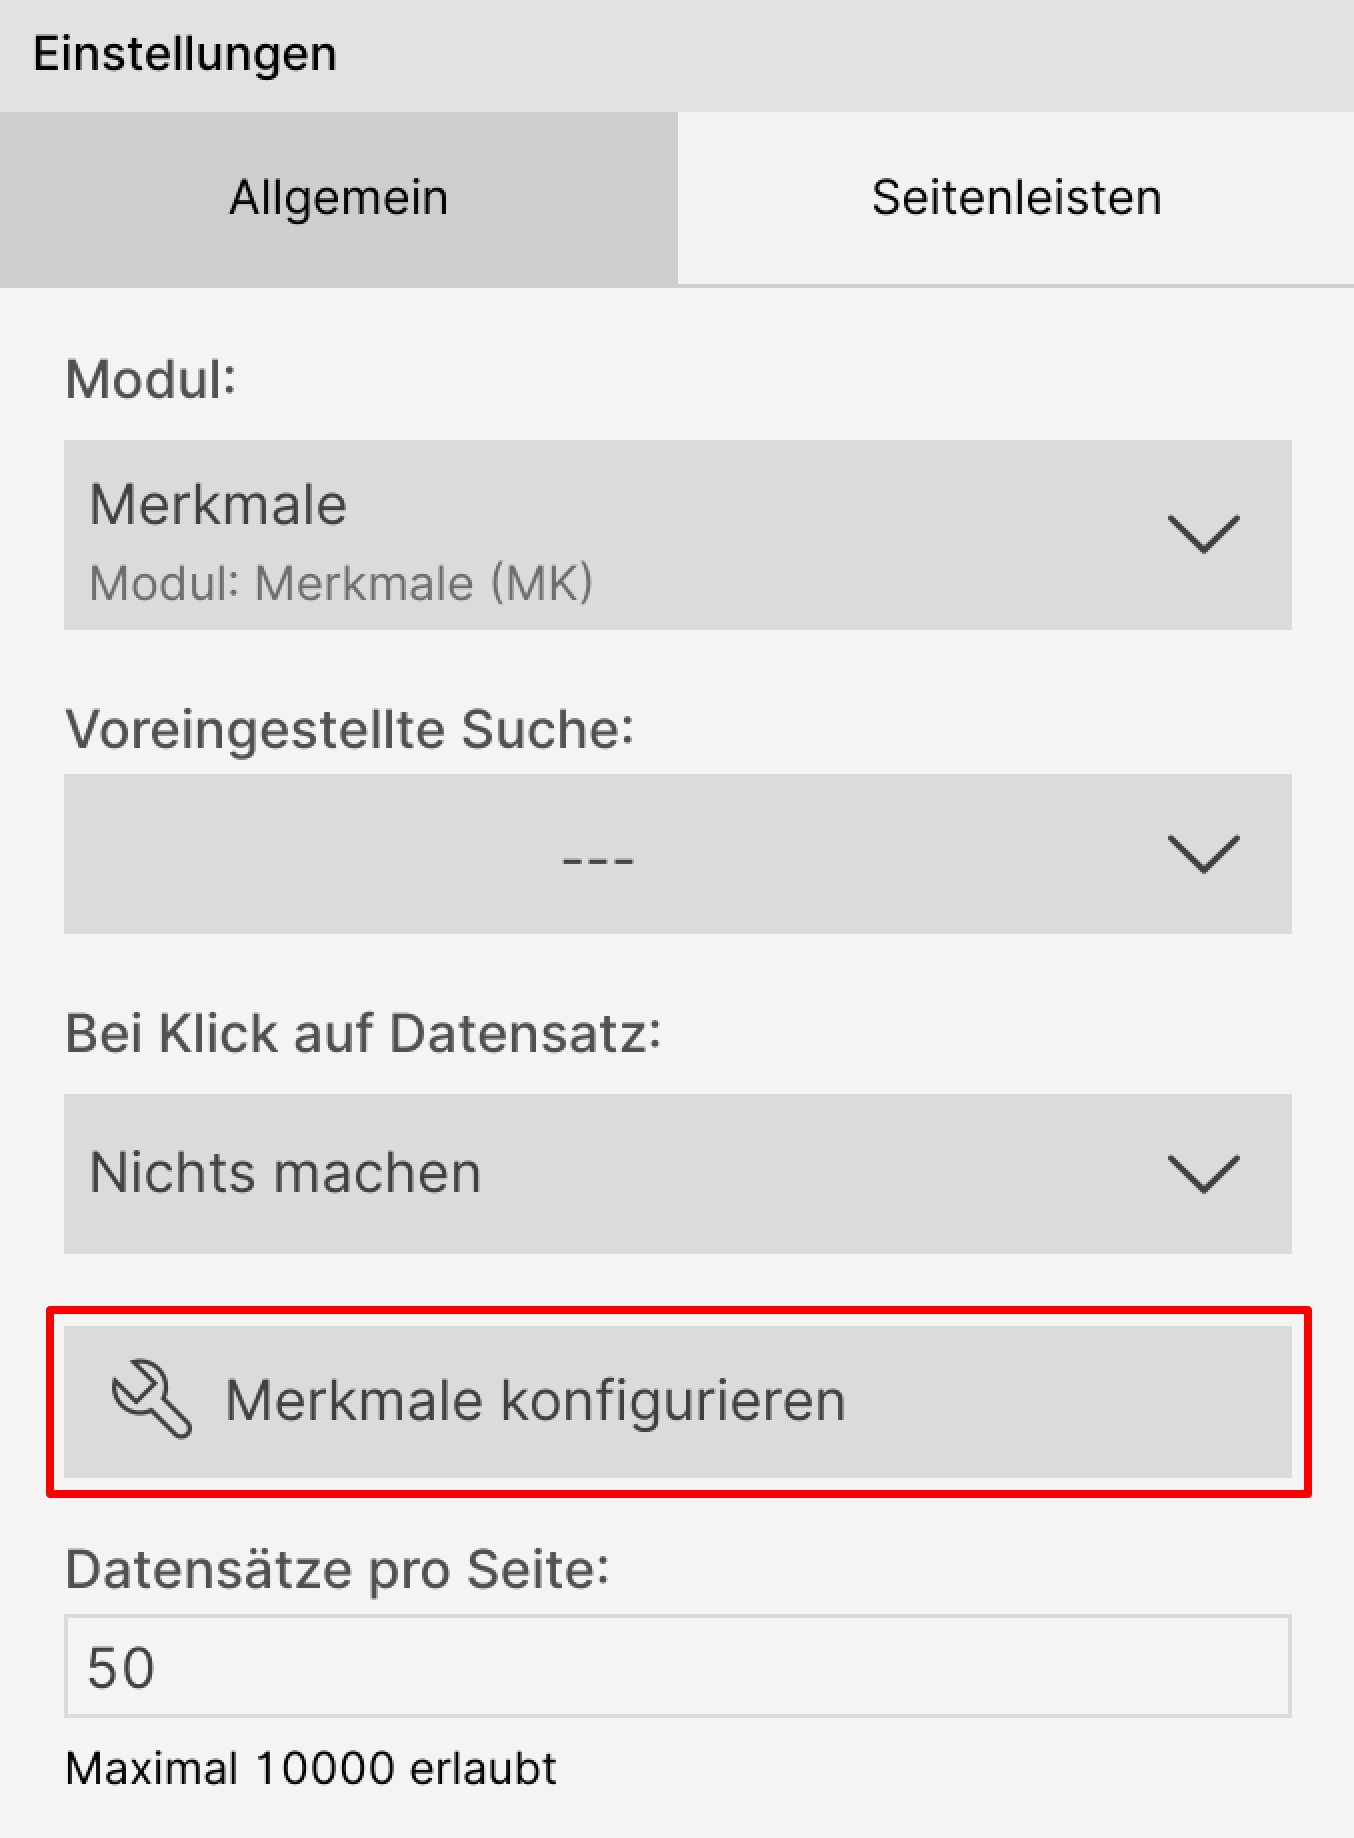 Einstellungen
Allgemein
Seitenleisten
Modul:
Merkmale
Modul: Merkmale (MK)
Voreingestellte Suche:
---
Bei Klick auf Datensatz:
Nichts machen
Merkmale konfigurieren
Datensätze pro Seite:
50
Maximal 10000 erlaubt